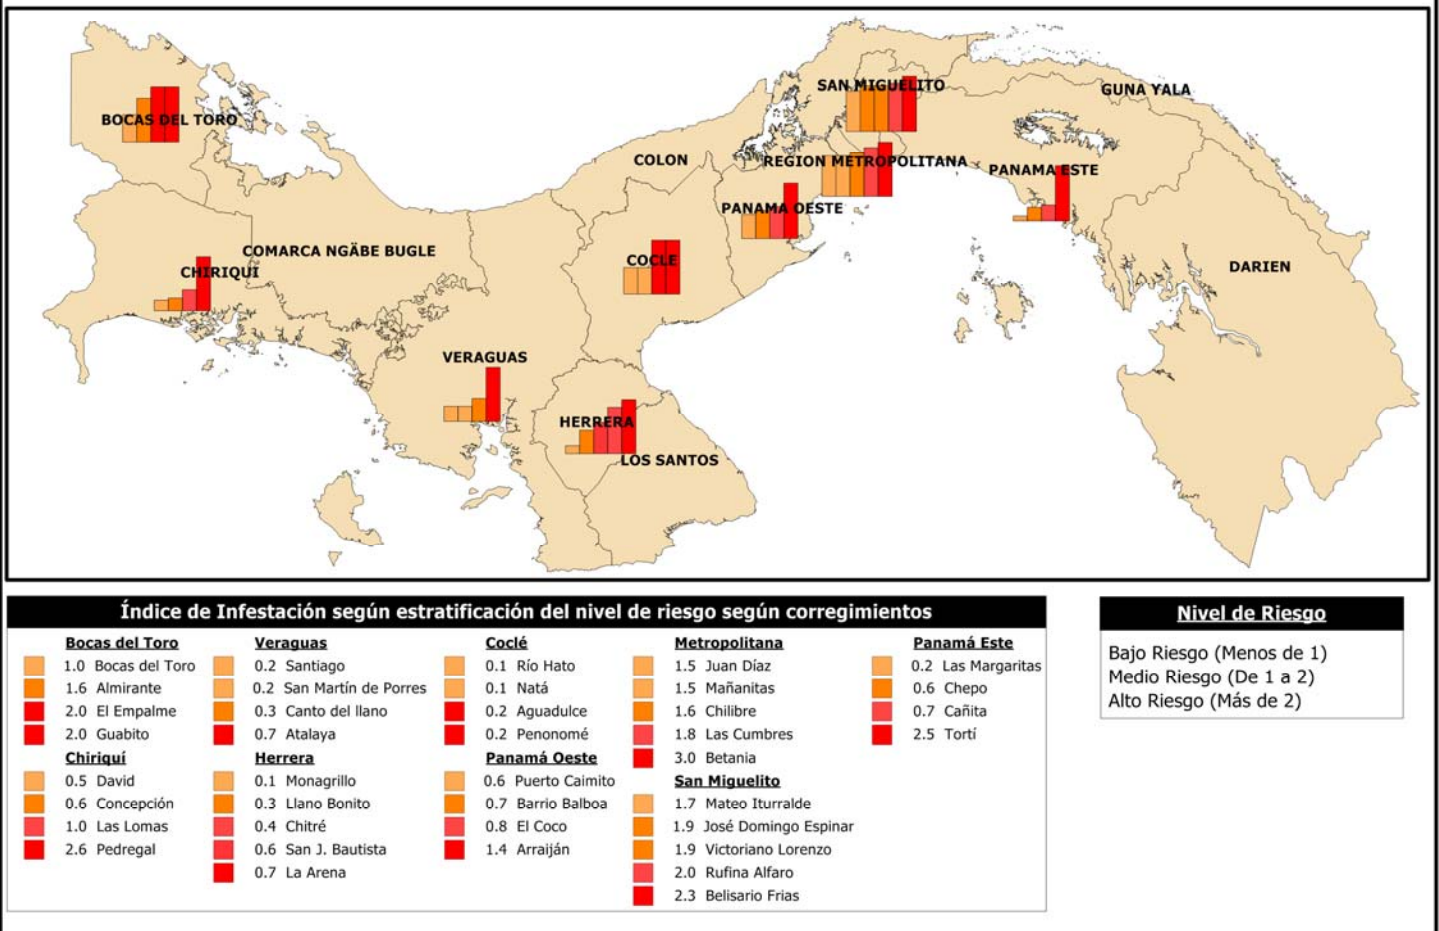 SAN MIGUELITO
GUNA YALA
BOCAS DEL TORO
COLON
REGION METROPOLITANA
PANAMA ESTE
PANAMA OESTE
COMARCA NGÄBE BUGLE
COCLE
DARIEN
CHIRIQUI
VERAGUAS
HERRERA
LOS SANTOS
Índice de Infestación según estratificación del nivel de riesgo según corregimientos
Bocas del Toro
1.0 Bocas del Toro
1.6 Almirante
2.0 El Empalme
2.0 Guabito
Chiriquí
0.5 David
0.6 Concepción
1.0 Las Lomas
2.6 Pedregal
Veraguas
0.2 Santiago
0.2 San Martín de Porres
0.3 Canto del llano
0.7 Atalaya
Herrera
0.1 Monagrillo
0.3 Llano Bonito
0.4 Chitré
0.6 San J. Bautista
0.7 La Arena
Coclé
0.1 Río Hato
0.1 Natá
0.2 Aguadulce
0.2 Penonomé
Panamá Oeste
0.6 Puerto Caimito
0.7 Barrio Balboa
0.8 El Coco
1.4 Arraiján
Metropolitana
1.5 Juan Díaz
1.5 Mañanitas
1.6 Chilibre
1.8 Las Cumbres
3.0 Betania
San Miguelito
1.7 Mateo Iturralde
1.9 José Domingo Espinar
1.9 Victoriano Lorenzo
2.0 Rufina Alfaro
2.3 Belisario Frias
Panamá Este
0.2 Las Margaritas
0.6 Chepo
0.7 Cañita
2.5 Tortí
Nivel de Riesgo
Bajo Riesgo (Menos de 1)
Medio Riesgo (De 1 a 2)
Alto Riesgo (Más de 2)